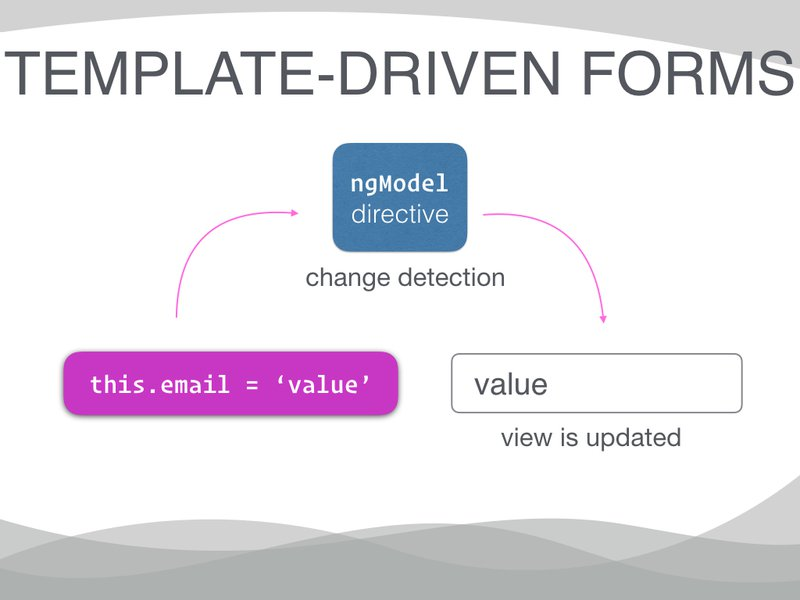 TEMPLATE-DRIVEN FORMS
ngModel
directive
change detection
this.email = ‘value’
value
view is updated